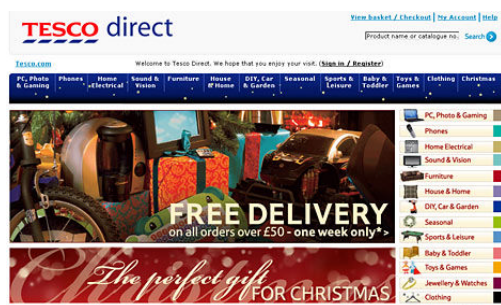 TESCO direct
View basket / Checkout | My Account | Help
Product name or catalogue no.
Search
Tesco.com
Welcome to Tesco Direct. We hope that you enjoy your visit. (Sign in / Register)
PC, Photo & Gaming
Phones
Home Electrical
Sound & Vision
Furniture
House & Home
DIY, Car & Garden
Seasonal
Sports & Leisure
Baby & Toddler
Toys & Games
Clothing
Christmas
FREE DELIVERY
on all orders over £50 - one week only* >
The perfect gift
FOR CHRISTMAS
PC, Photo & Gaming
Phones
Home Electrical
Sound & Vision
Furniture
House & Home
DIY, Car & Garden
Seasonal
Sports & Leisure
Baby & Toddler
Toys & Games
Jewellery & Watches
Clothing